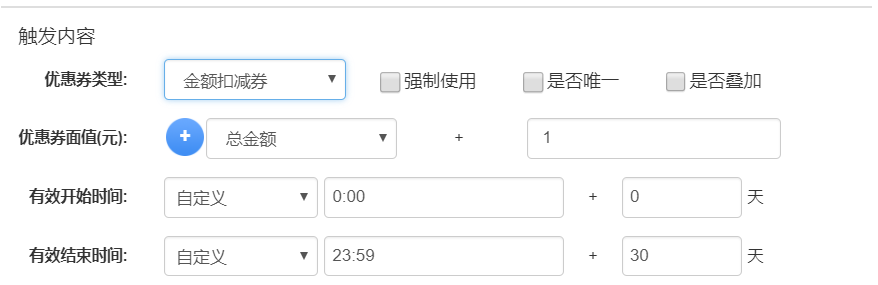 触发内容
优惠券类型: 金额扣减券 强制使用 是否唯一 是否叠加
优惠券面值(元): + 总金额 + 1
有效开始时间: 自定义 0:00 + 0 天
有效结束时间: 自定义 23:59 + 30 天